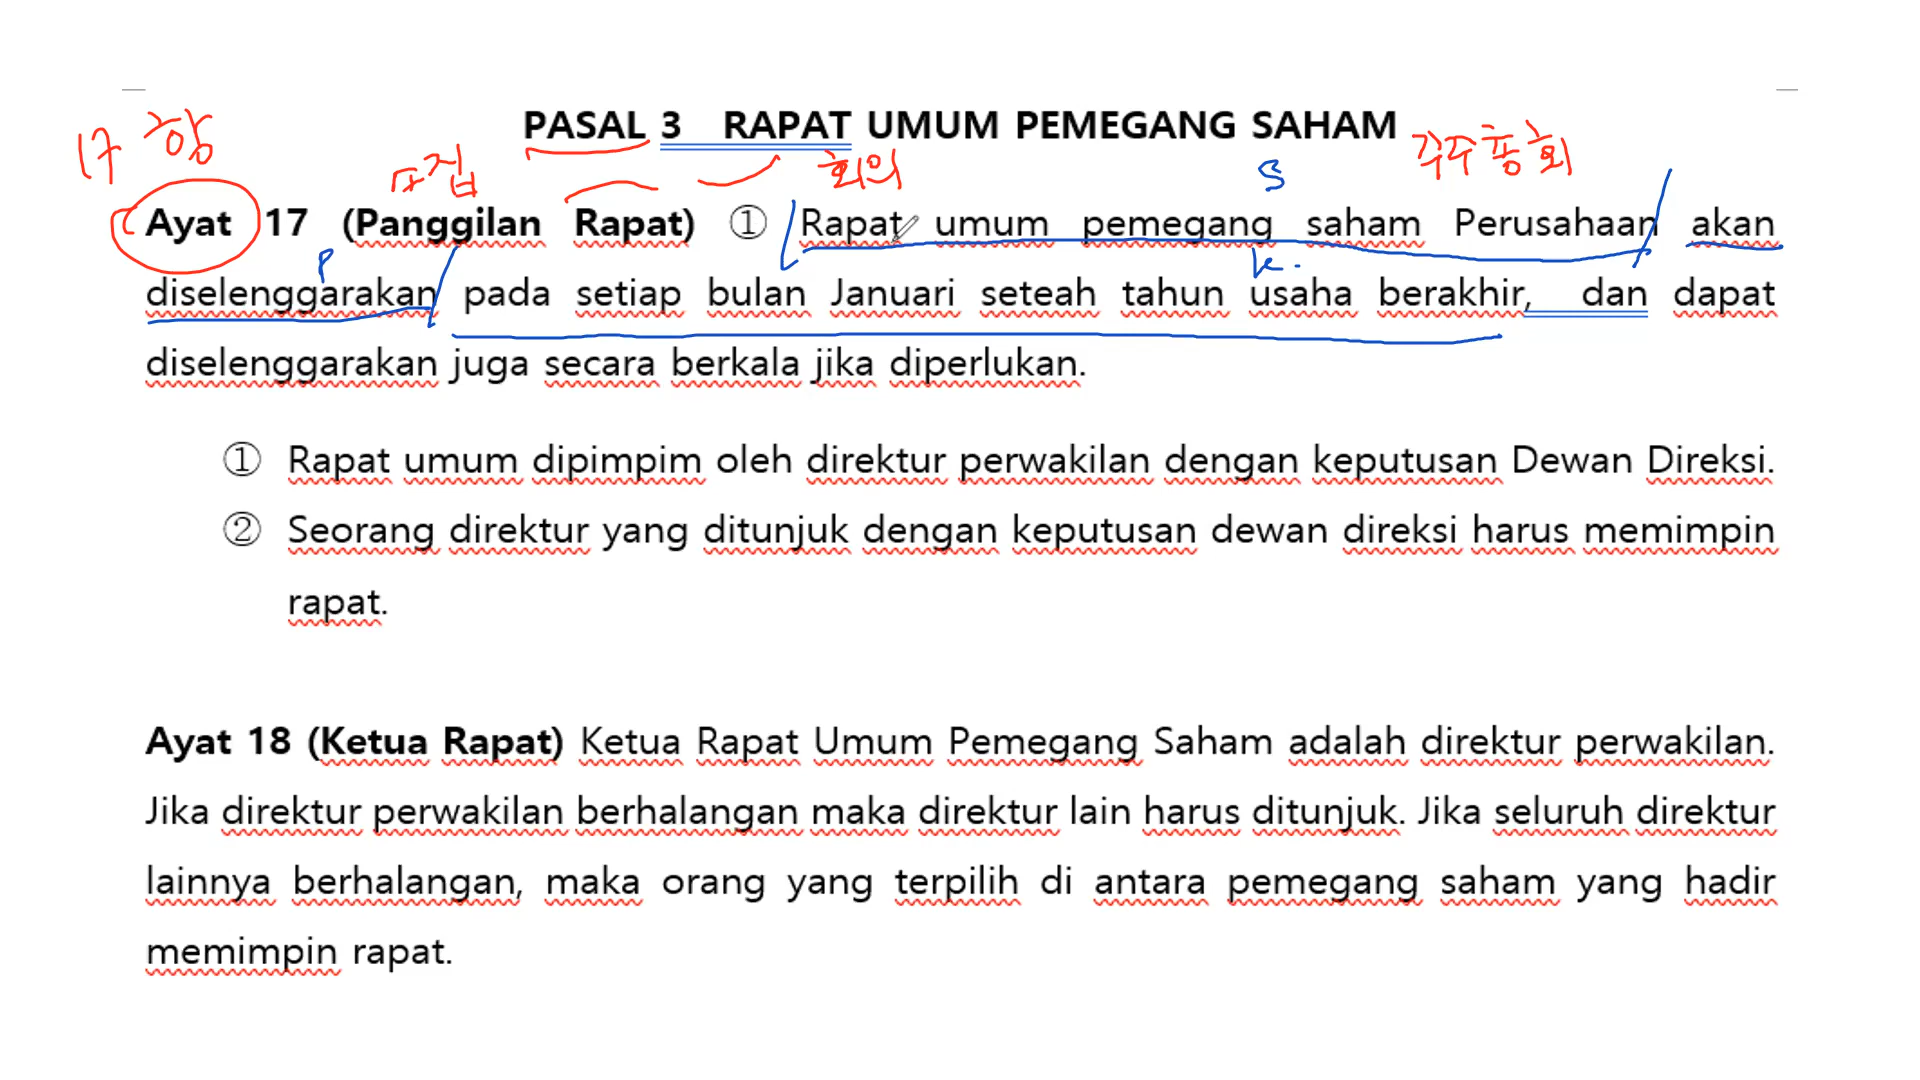 PASAL 3 RAPAT UMUM PEMEGANG SAHAM
17 항
모집
회의
S
주주총회
Ayat 17 (Panggilan Rapat) ① Rapat umum pemegang saham Perusahaan akan
P
k.
diselenggarakan pada setiap bulan Januari seteah tahun usaha berakhir, dan dapat
diselenggarakan juga secara berkala jika diperlukan.
① Rapat umum dipimpim oleh direktur perwakilan dengan keputusan Dewan Direksi.
② Seorang direktur yang ditunjuk dengan keputusan dewan direksi harus memimpin
rapat.
Ayat 18 (Ketua Rapat) Ketua Rapat Umum Pemegang Saham adalah direktur perwakilan.
Jika direktur perwakilan berhalangan maka direktur lain harus ditunjuk. Jika seluruh direktur
lainnya berhalangan, maka orang yang terpilih di antara pemegang saham yang hadir
memimpin rapat.